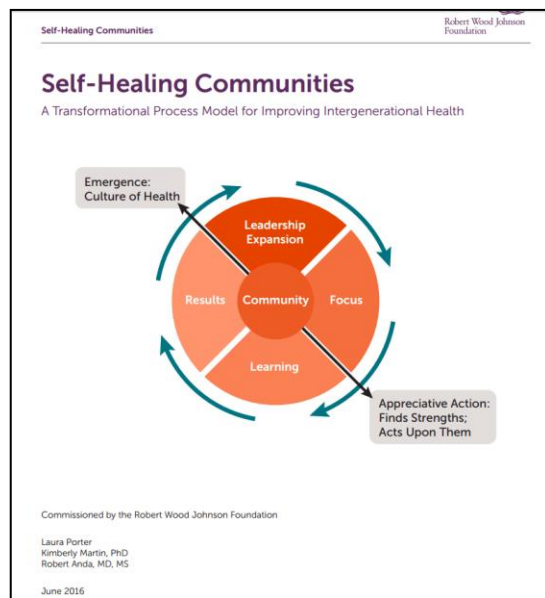 Self-Healing Communities
Robert Wood Johnson
Foundation
Self-Healing Communities
A Transformational Process Model for Improving Intergenerational Health
Emergence:
Culture of Health
Leadership
Expansion
Results
Community
Focus
Learning
Appreciative Action:
Finds Strengths;
Acts Upon Them
Commissioned by the Robert Wood Johnson Foundation
Laura Porter
Kimberly Martin, PhD
Robert Anda, MD, MS
June 2016